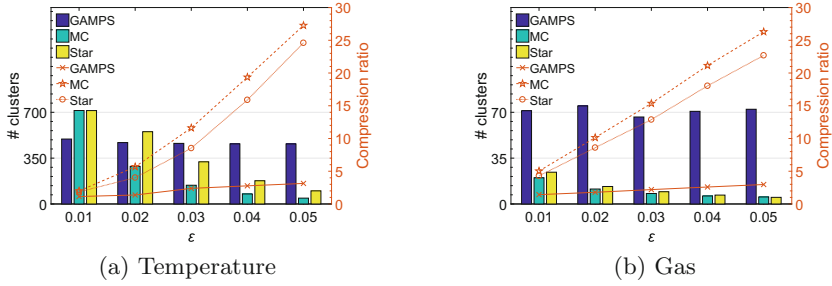 GAMPS
MC
Star
GAMPS
MC
Star
# clusters
700
350
0
30
25
20
15
10
5
0
Compression ratio
0.01 0.02 0.03 0.04 0.05
ε
(a) Temperature
GAMPS
MC
Star
GAMPS
MC
Star
# clusters
700
350
0
30
25
20
15
10
5
0
Compression ratio
0.01 0.02 0.03 0.04 0.05
ε
(b) Gas